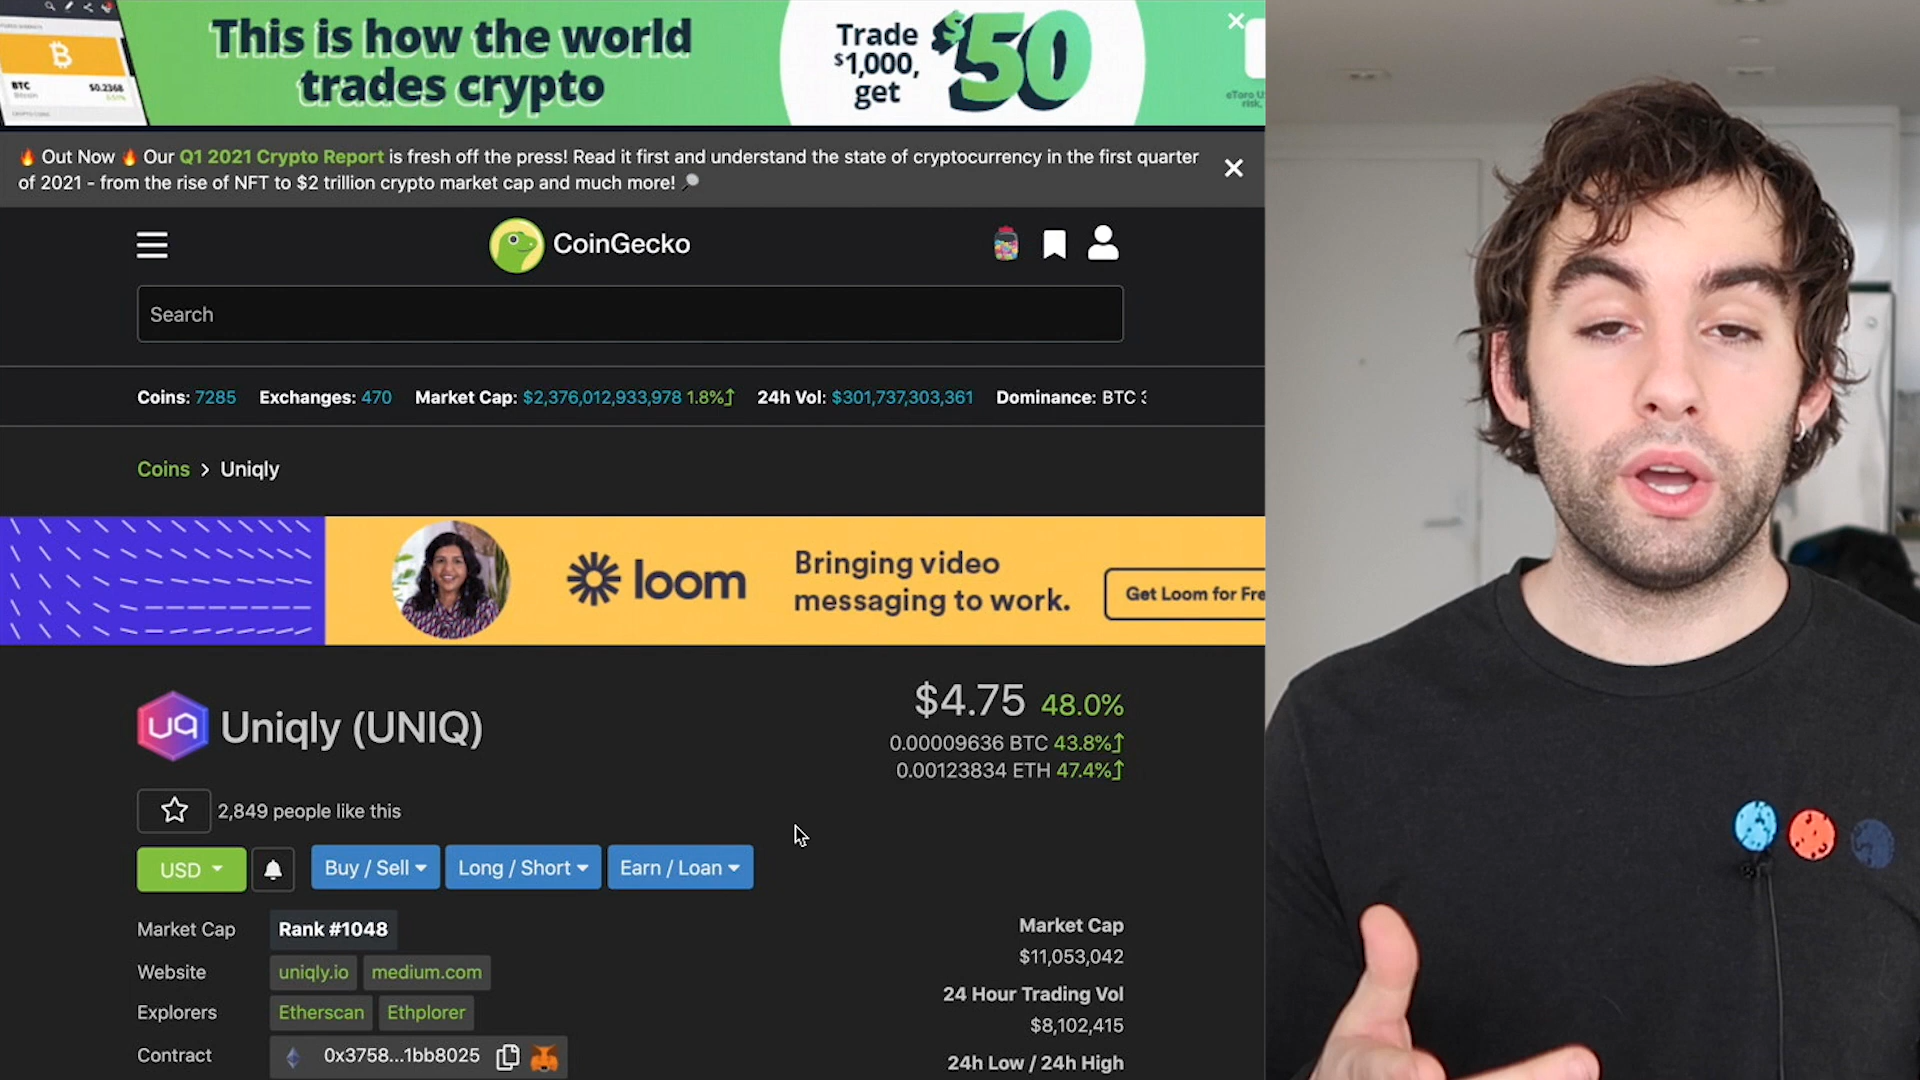 This is how the world
trades crypto
Trade
$1,000,
get
$50
BTC
$0.2368
🔥 Out Now 🔥 Our Q1 2021 Crypto Report is fresh off the press! Read it first and understand the state of cryptocurrency in the first quarter
of 2021 - from the rise of NFT to $2 trillion crypto market cap and much more! 🔎
CoinGecko
Search
Coins: 7285 Exchanges: 470 Market Cap: $2,376,012,933,978 1.8% 24h Vol: $301,737,303,361 Dominance: BTC
Coins > Uniqly
loom
Bringing video
messaging to work.
Get Loom for Fre
uq
Uniqly (UNIQ)
$4.75 48.0%
0.00009636 BTC 43.8%
0.00123834 ETH 47.4%
2,849 people like this
USD
Buy / Sell
Long / Short
Earn / Loan
Market Cap Rank #1048
Website uniqly.io medium.com
Explorers Etherscan Ethplorer
Contract 0x3758...1bb8025
Market Cap
$11,053,042
24 Hour Trading Vol
$8,102,415
24h Low / 24h High